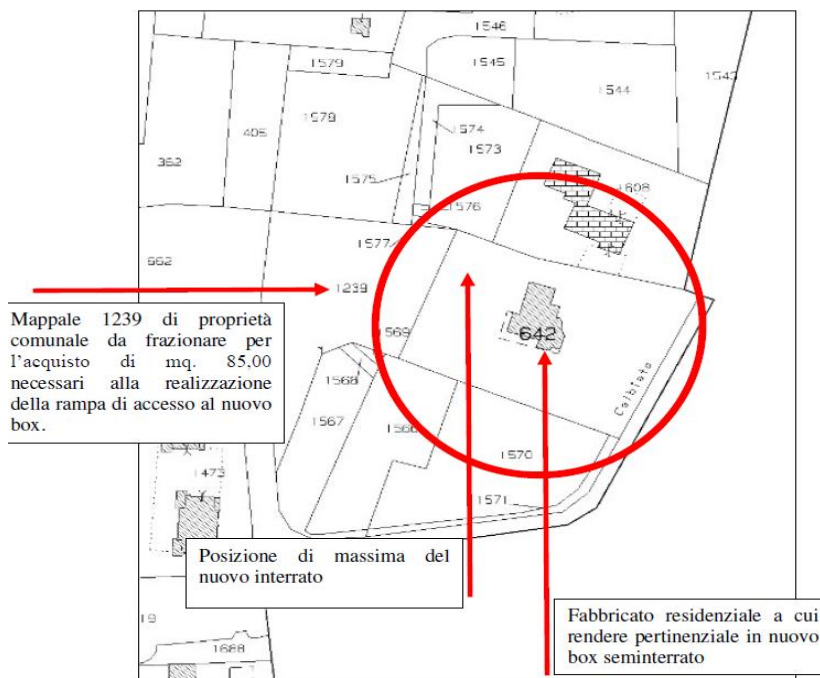 1546
1579
1545
1543
1544
1578
405
1574
1573
362
1575
1608
1576
1577
662
1239
1569
642
Mappale 1239 di proprietà
comunale da frazionare per
l'acquisto di mq. 85,00
necessari alla realizzazione
della rampa di accesso al nuovo
box.
1568
Calbiata
1567
1566
1570
1473
1571
Posizione di massima del
nuovo interrato
Fabbricato residenziale a cui
rendere pertinenziale in nuovo
box seminterrato
19
1688